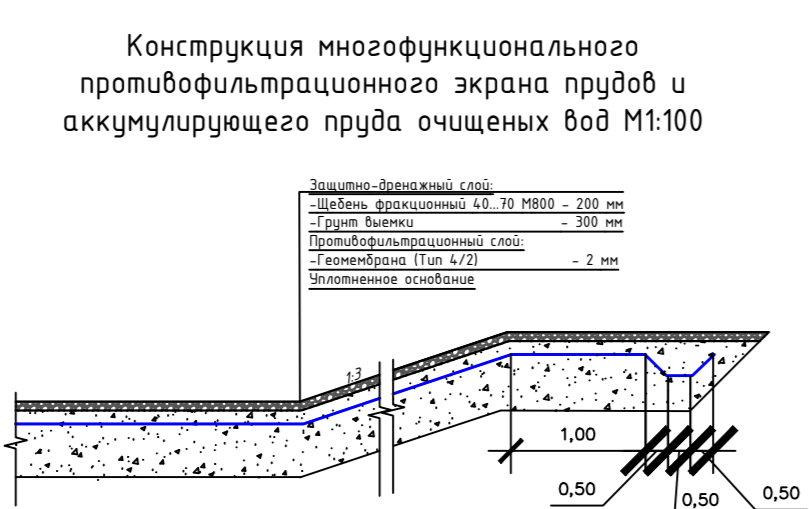 Конструкция многофункционального
противофильтрационного экрана прудов и
аккумулирующего пруда очищеных вод М1:100
Защитно-дренажный слой:
-Щебень фракционный 40...70 М800 - 200 мм
-Грунт выемки - 300 мм
Противофильтрационный слой:
-Геомембрана (Тип 4/2) - 2 мм
Уплотненное основание
1:3
1,00
0,50
0,50
0,50